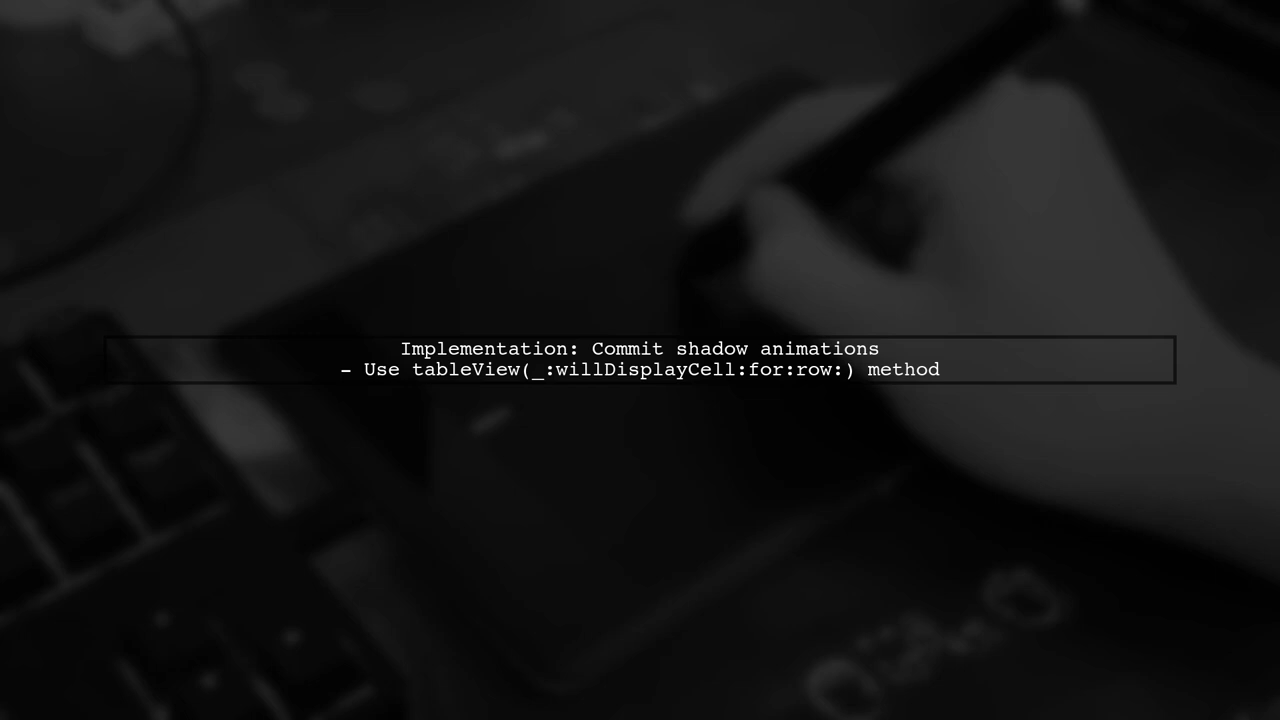 Implementation: Commit shadow animations
- Use tableView(_:willDisplayCell:for:row:) method